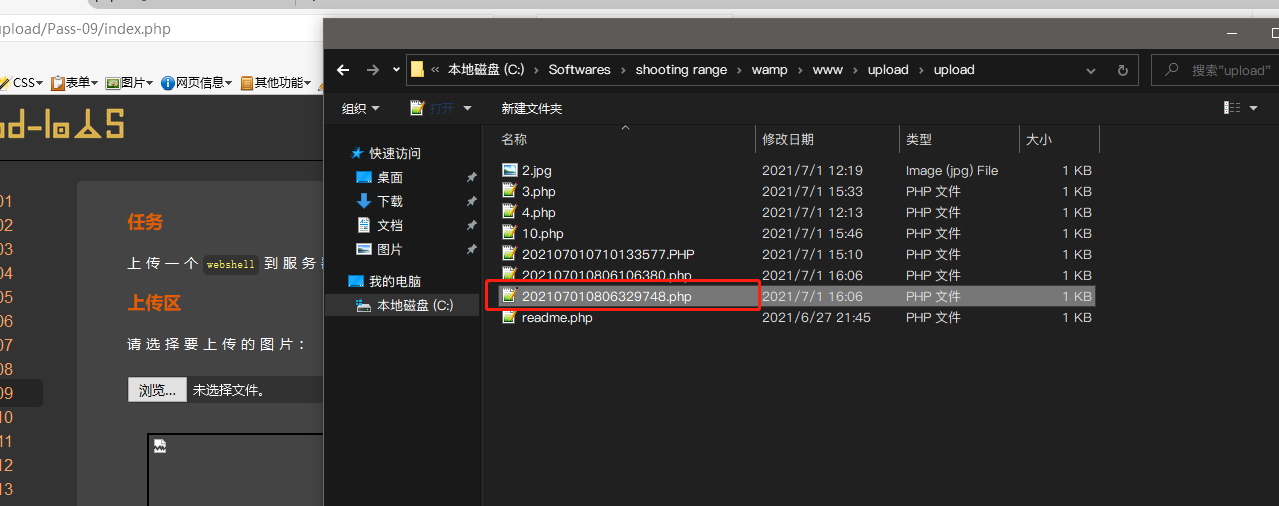 upload/Pass-09/index.php
CSS 表单 图片 网页信息 其他功能
01
02
03
04
05
06
07
08
09
10
11
12
13
任务
上传一个 webshell 到服务
上传区
请选择要上传的图片：
浏览... 未选择文件。
« 本地磁盘 (C:) › Softwares › shooting range › wamp › www › upload › upload
搜索"upload"
组织 打开 新建文件夹
快速访问
桌面
下载
文档
图片
我的电脑
本地磁盘 (C:)
名称 修改日期 类型 大小
2.jpg 2021/7/1 12:19 Image (jpg) File 1 KB
3.php 2021/7/1 15:33 PHP 文件 1 KB
4.php 2021/7/1 12:13 PHP 文件 1 KB
10.php 2021/7/1 15:46 PHP 文件 1 KB
202107010710133577.PHP 2021/7/1 15:10 PHP 文件 1 KB
202107010806106380.php 2021/7/1 16:06 PHP 文件 1 KB
202107010806329748.php 2021/7/1 16:06 PHP 文件 1 KB
readme.php 2021/6/27 21:45 PHP 文件 1 KB